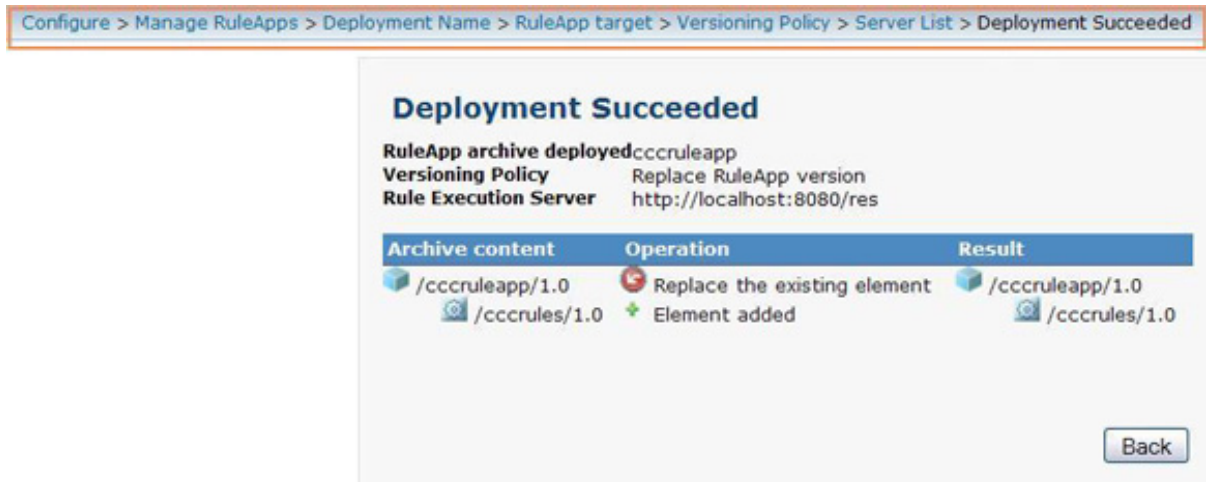 Configure > Manage RuleApps > Deployment Name > RuleApp target > Versioning Policy > Server List > Deployment Succeeded
Deployment Succeeded
RuleApp archive deployedcccruleapp
Versioning Policy Replace RuleApp version
Rule Execution Server http://localhost:8080/res
Archive content Operation Result
/cccruleapp/1.0 Replace the existing element /cccruleapp/1.0
/cccrules/1.0 Element added /cccrules/1.0
Back